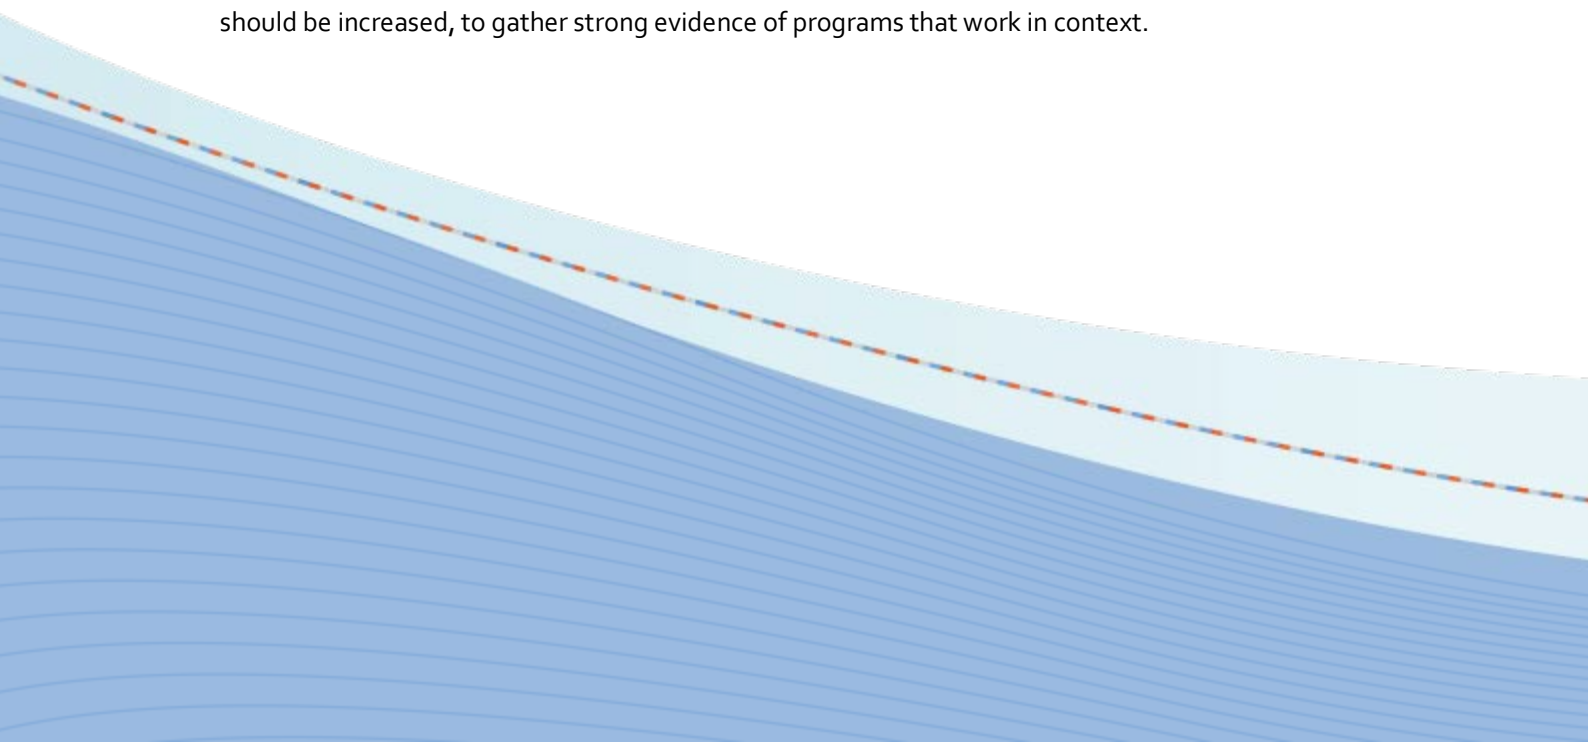 should be increased, to gather strong evidence of programs that work in context.